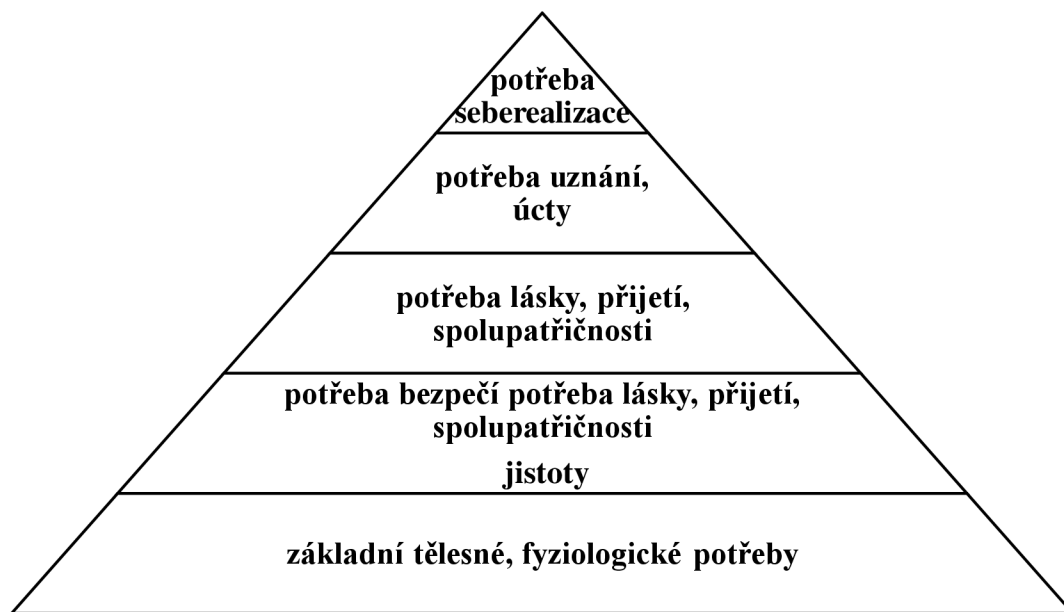 potřeba
seberealizace
potřeba uznání,
úcty
potřeba lásky, přijetí,
spolupatřičnosti
potřeba bezpečí potřeba lásky, přijetí,
spolupatřičnosti
jistoty
základní tělesné, fyziologické potřeby